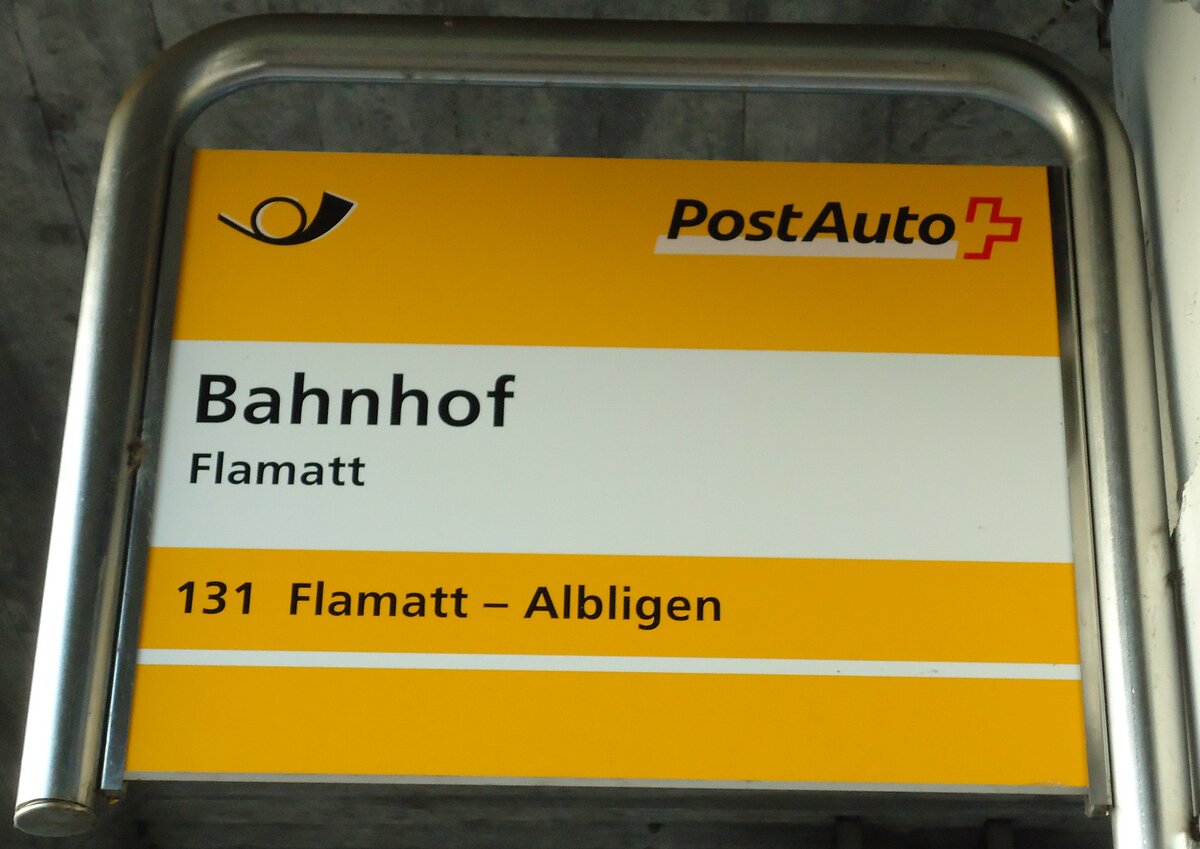 PostAuto
Bahnhof
Flamatt
131 Flamatt – Albligen